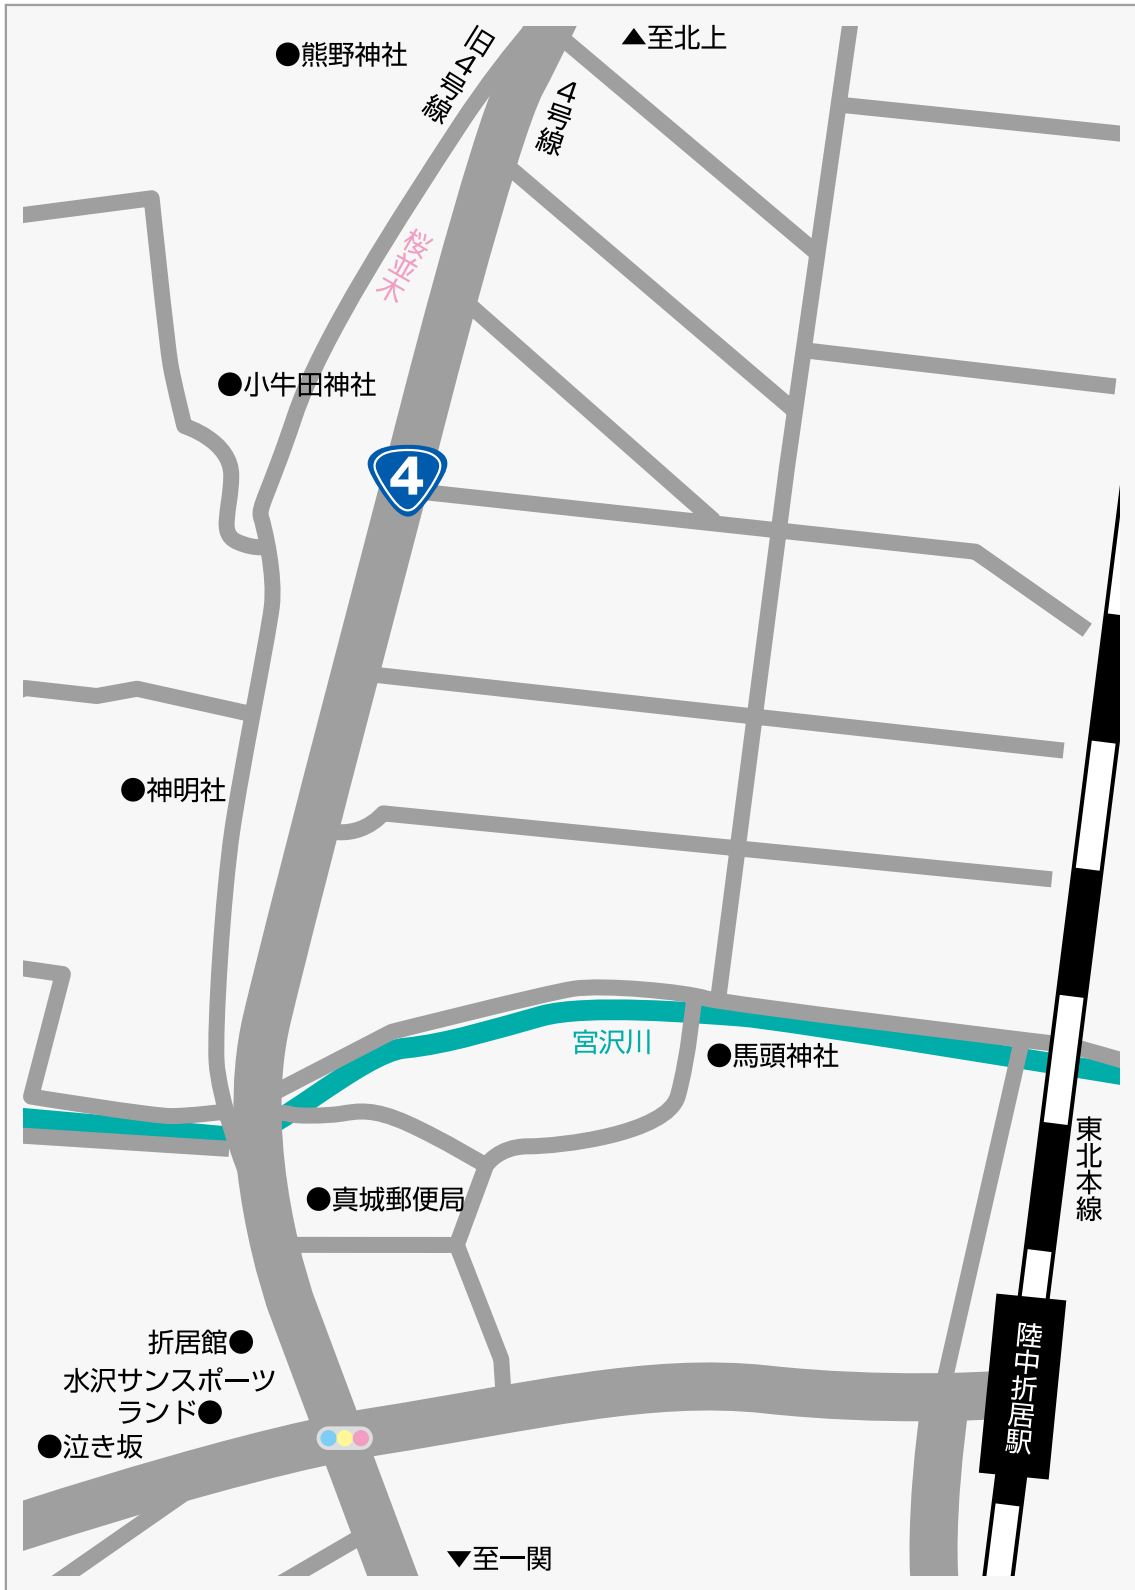 ●熊野神社
旧4号線
▲至北上
4号線
桜並木
●小牛田神社
4
●神明社
宮沢川
●馬頭神社
東北本線
●真城郵便局
折居館●
水沢サンスポーツ
ランド●
●泣き坂
陸中折居駅
▼至一関